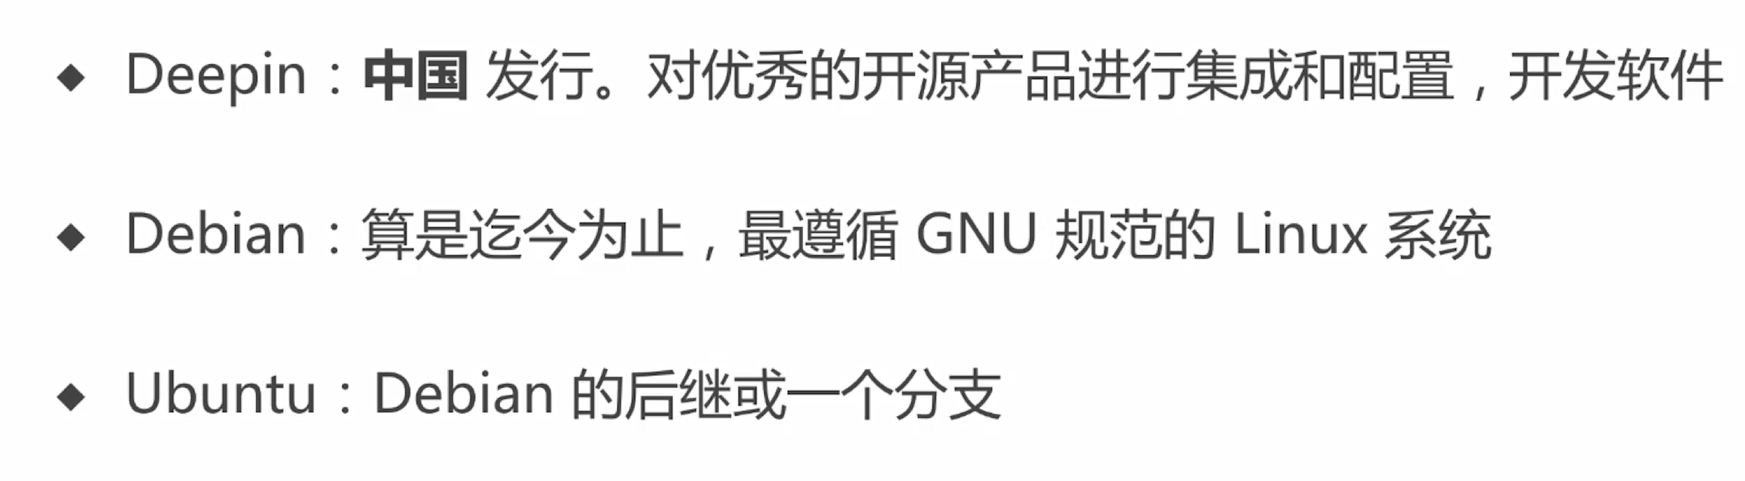 ◆ Deepin：中国 发行。对优秀的开源产品进行集成和配置，开发软件
◆ Debian：算是迄今为止，最遵循 GNU 规范的 Linux 系统
◆ Ubuntu：Debian 的后继或一个分支